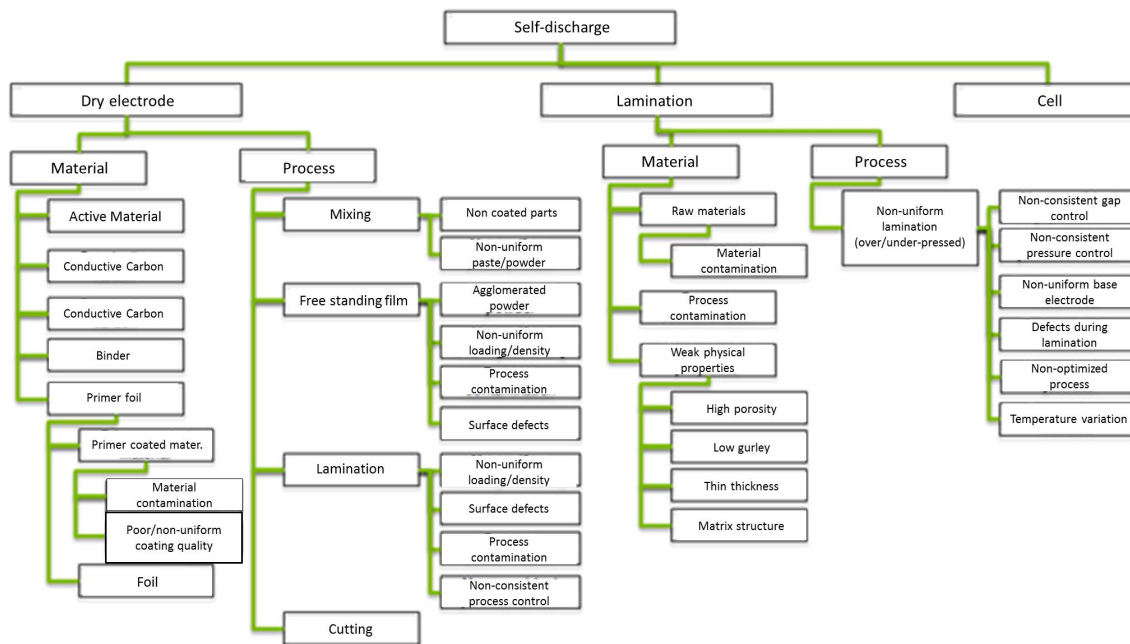 Self-discharge
Dry electrode
Lamination
Cell
Material
Process
Material
Process
Active Material
Conductive Carbon
Conductive Carbon
Binder
Primer foil
Primer coated mater.
Material
contamination
Poor/non-uniform
coating quality
Foil
Mixing
Non coated parts
Non-uniform
paste/powder
Free standing film
Agglomerated
powder
Non-uniform
loading/density
Process
contamination
Surface defects
Lamination
Non-uniform
loading/density
Surface defects
Process
contamination
Non-consistent
process control
Cutting
Raw materials
Material
contamination
Process
contamination
Weak physical
properties
High porosity
Low gurley
Thin thickness
Matrix structure
Non-uniform
lamination
(over/under-pressed)
Non-consistent gap
control
Non-consistent
pressure control
Non-uniform base
electrode
Defects during
lamination
Non-optimized
process
Temperature variation